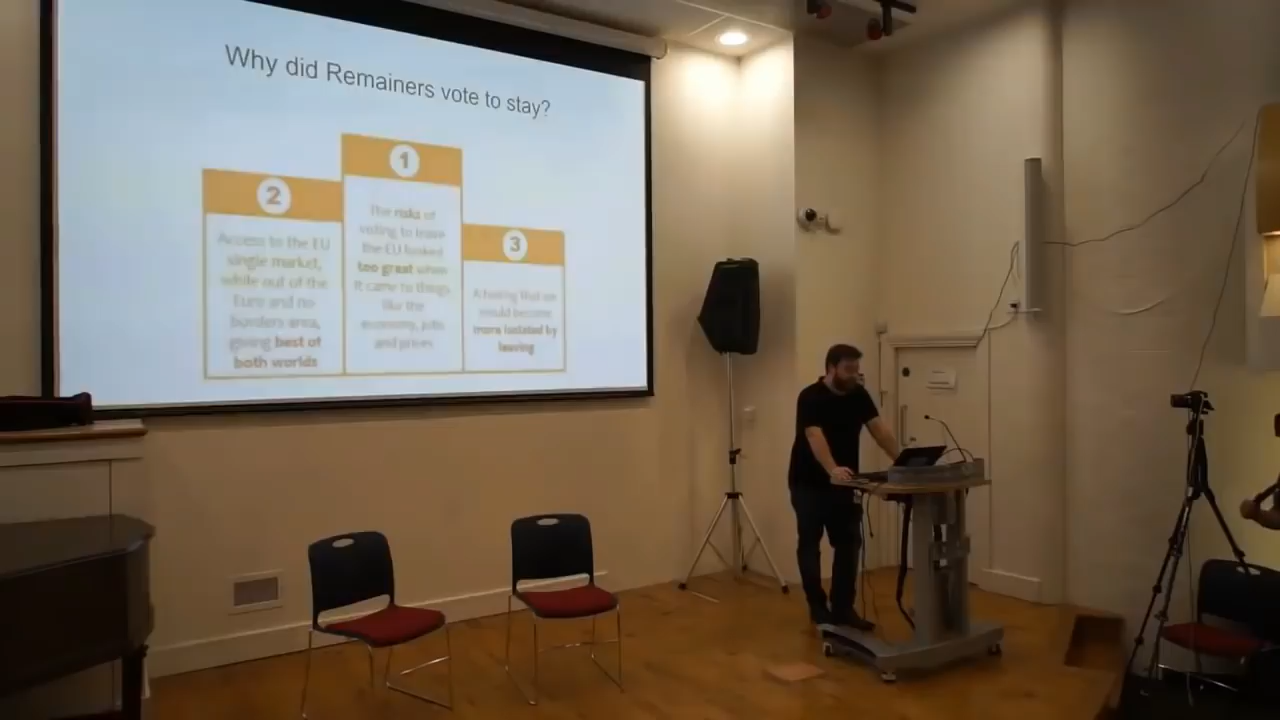 Why did Remainers vote to stay?
1
The risks of
voting to leave
the EU looked
too great when
it came to things
like the
economy, jobs
and prices
2
Access to the EU
single market,
while out of the
Euro and no
borders area,
giving best of
both worlds
3
A feeling that we
would become
more isolated by
leaving